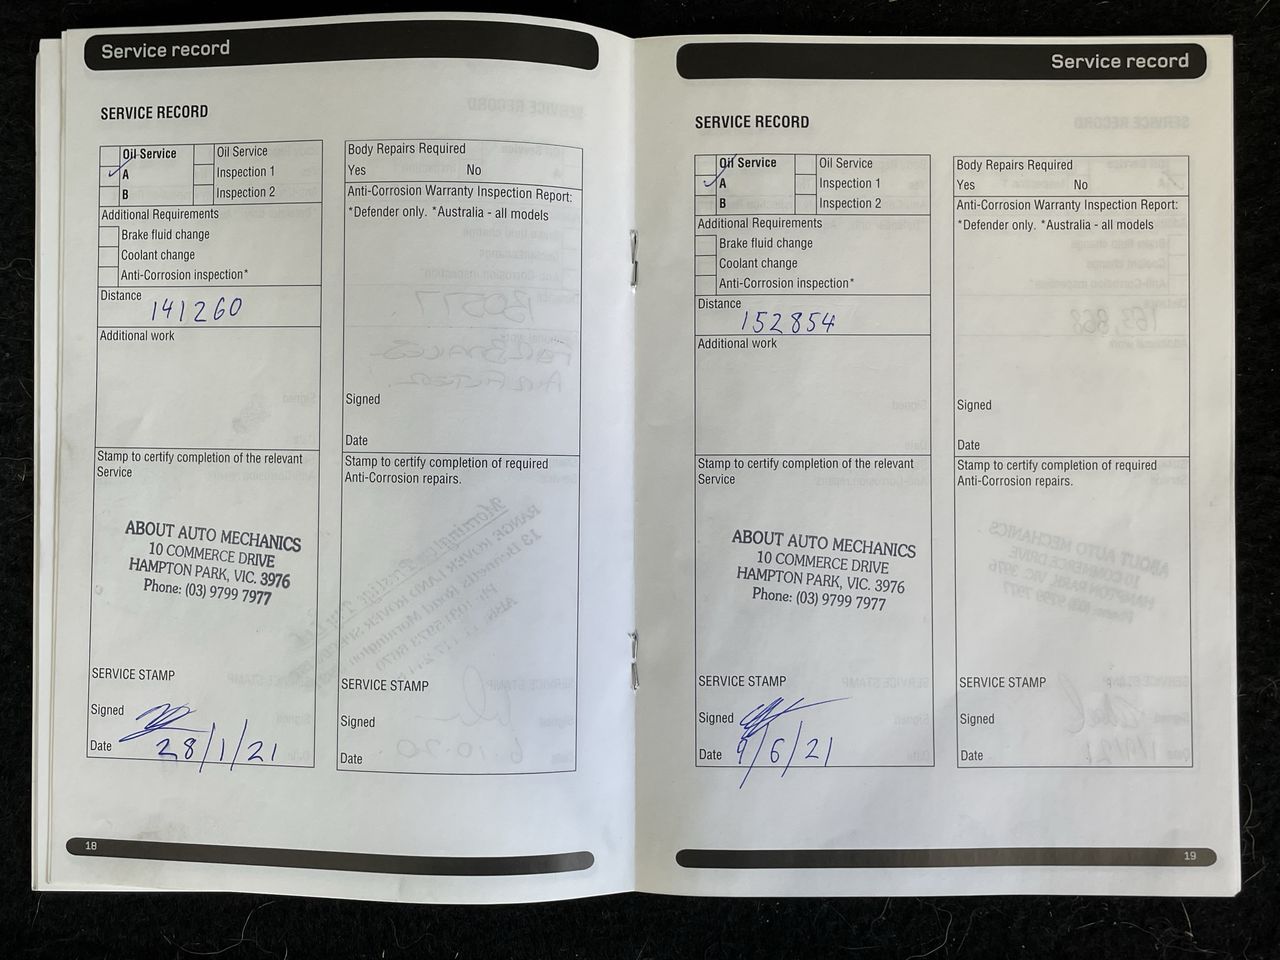 Service record
SERVICE RECORD
Oil Service
A
B
Oil Service
Inspection 1
Inspection 2
Additional Requirements
Brake fluid change
Coolant change
Anti-Corrosion inspection*
Distance
141260
Additional work
Stamp to certify completion of the relevant
Service
ABOUT AUTO MECHANICS
10 COMMERCE DRIVE
HAMPTON PARK, VIC. 3976
Phone: (03) 9799 7977
SERVICE STAMP
Signed
Date 28/1/21
Body Repairs Required
Yes No
Anti-Corrosion Warranty Inspection Report:
*Defender only. *Australia - all models
Signed
Date
Stamp to certify completion of required
Anti-Corrosion repairs.
SERVICE STAMP
Signed
Date
18
Service record
SERVICE RECORD
Oil Service
A
B
Oil Service
Inspection 1
Inspection 2
Additional Requirements
Brake fluid change
Coolant change
Anti-Corrosion inspection*
Distance
152854
Additional work
Stamp to certify completion of the relevant
Service
ABOUT AUTO MECHANICS
10 COMMERCE DRIVE
HAMPTON PARK, VIC. 3976
Phone: (03) 9799 7977
SERVICE STAMP
Signed
Date 9/6/21
Body Repairs Required
Yes No
Anti-Corrosion Warranty Inspection Report:
*Defender only. *Australia - all models
Signed
Date
Stamp to certify completion of required
Anti-Corrosion repairs.
SERVICE STAMP
Signed
Date
19